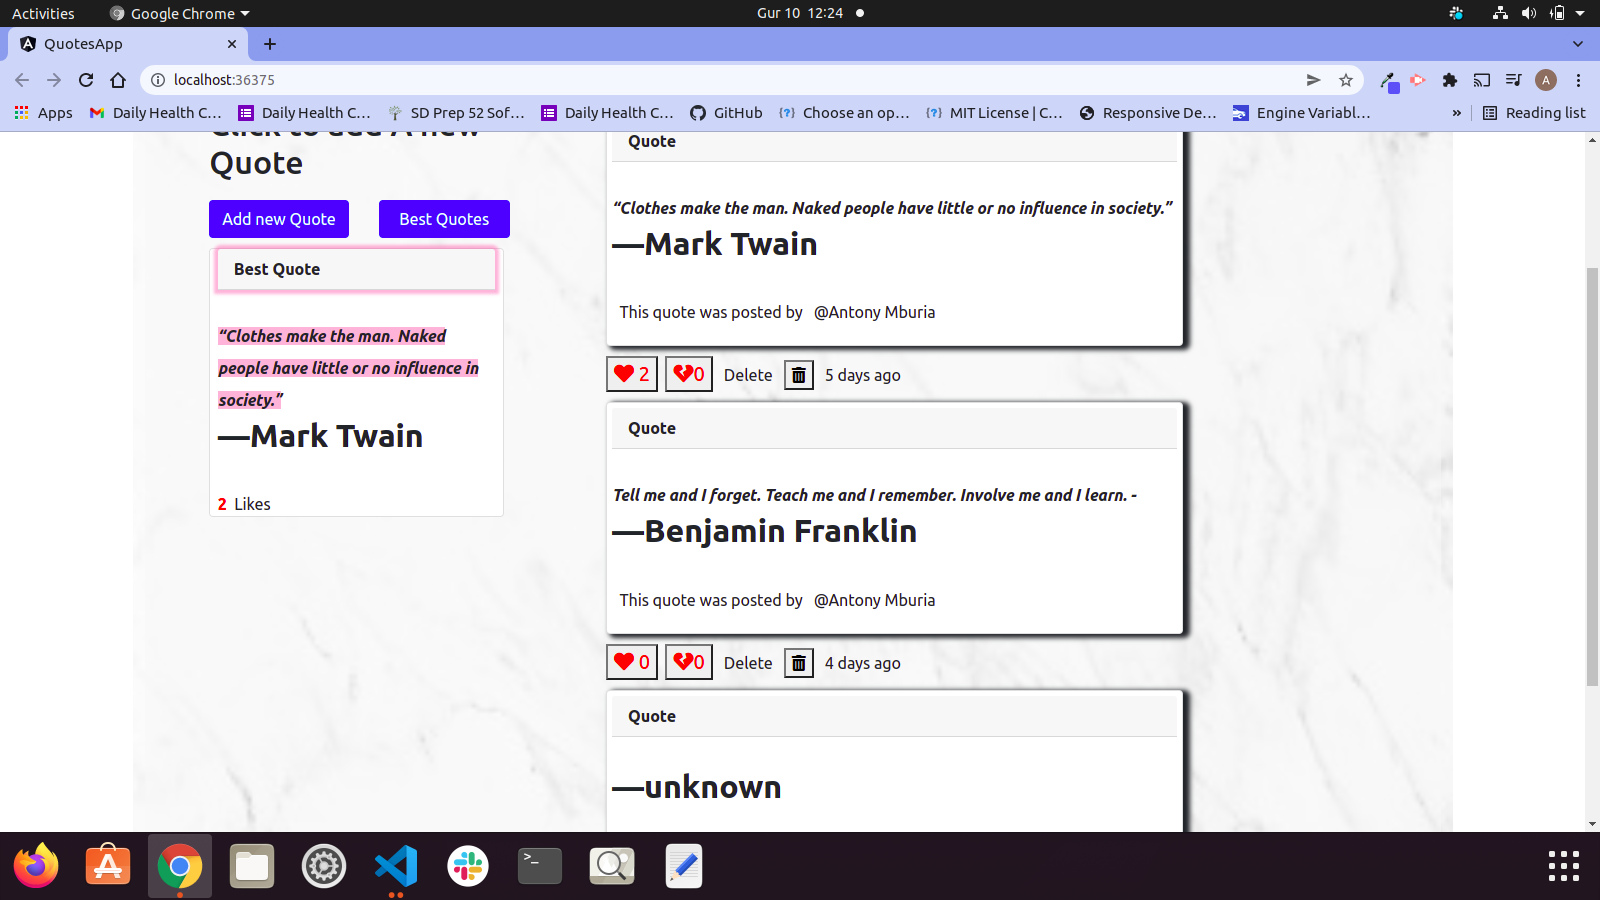 Activities
Google Chrome
Gur 10 12:24
QuotesApp
localhost:36375
A
Apps
Daily Health C...
Daily Health C...
SD Prep 52 Sof...
Daily Health C...
GitHub
Choose an op...
MIT License | C...
Responsive De...
Engine Variabl...
»
Reading list
Click to add A new
Quote
Add new Quote
Best Quotes
Best Quote
“Clothes make the man. Naked
people have little or no influence in
society.”
—Mark Twain
2 Likes
Quote
“Clothes make the man. Naked people have little or no influence in society.”
—Mark Twain
This quote was posted by @Antony Mburia
2 0 Delete 5 days ago
Quote
Tell me and I forget. Teach me and I remember. Involve me and I learn. -
—Benjamin Franklin
This quote was posted by @Antony Mburia
0 0 Delete 4 days ago
Quote
—unknown